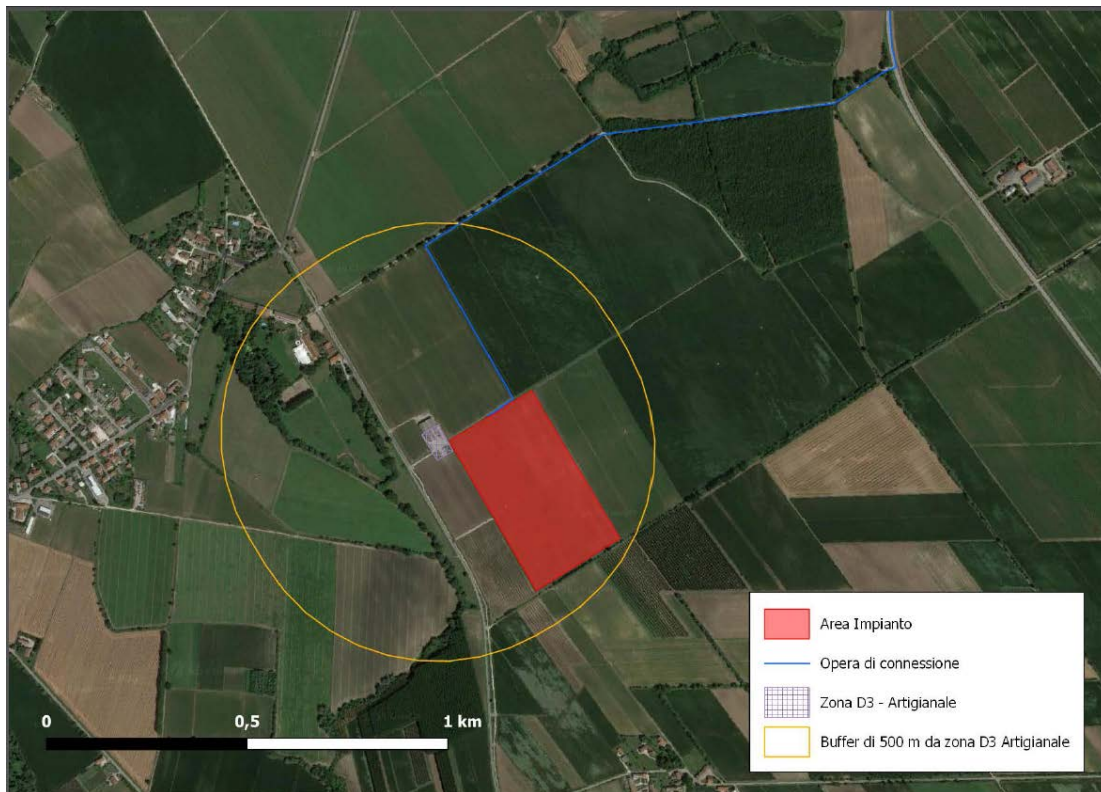 Area Impianto
Opera di connessione
Zona D3 - Artigianale
Buffer di 500 m da zona D3 Artigianale
0 0,5 1 km